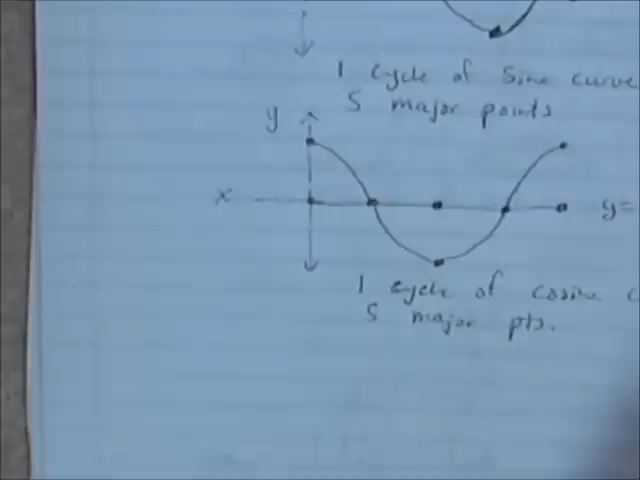 1 cycle of Sine curve
5 major points
y
x
y=
1 cycle of cosine c
5 major pts.